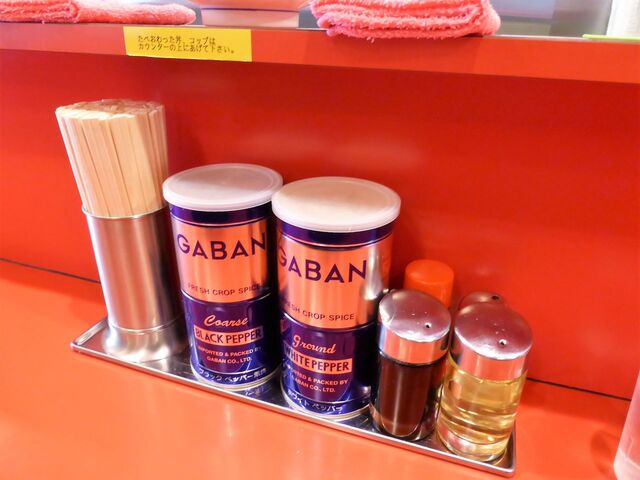 たべおわった丼、コップは
カウンターの上にあげて下さい。
GABAN
FRESH CROP SPICE
Coarse
BLACK PEPPER
IMPORTED & PACKED BY
GABAN CO., LTD.
ブラック ペッパー
GABAN
FRESH CROP SPICE
Ground
WHITE PEPPER
IMPORTED & PACKED BY
GABAN CO., LTD.
ホワイト ペッパー